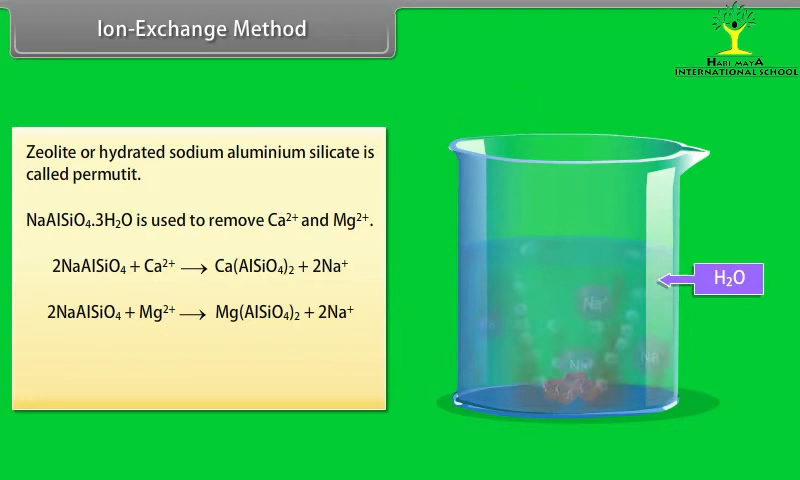 Ion-Exchange Method
HARI MAYA
INTERNATIONAL SCHOOL
Zeolite or hydrated sodium aluminium silicate is
called permutit.
NaAlSiO₄.3H₂O is used to remove Ca²⁺ and Mg²⁺.
2NaAlSiO₄ + Ca²⁺ ⟶ Ca(AlSiO₄)₂ + 2Na⁺
2NaAlSiO₄ + Mg²⁺ ⟶ Mg(AlSiO₄)₂ + 2Na⁺
H₂O
Na⁺